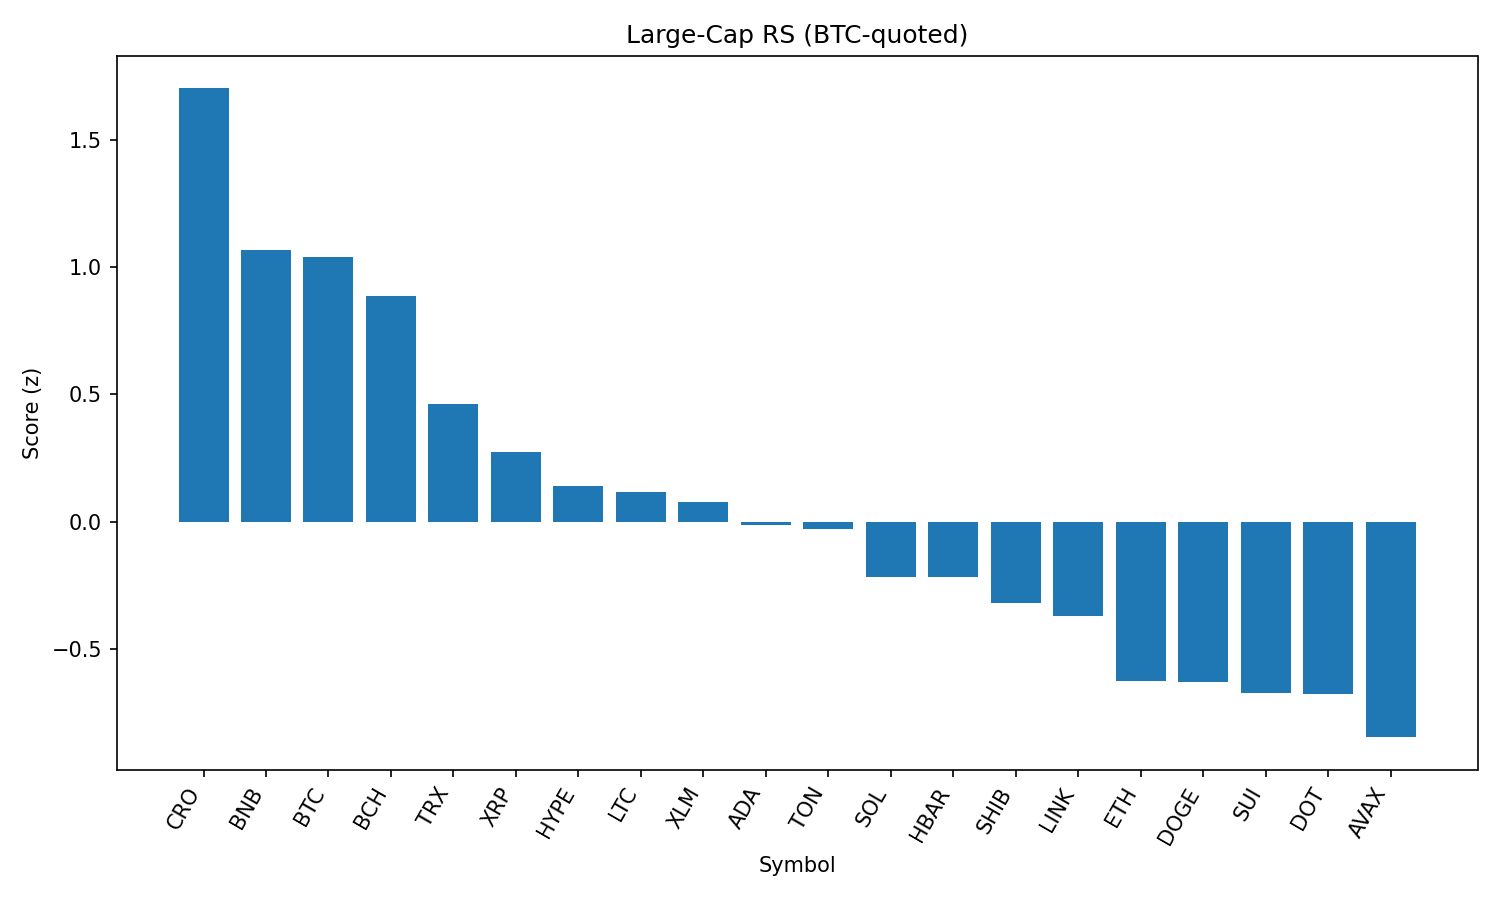 Large-Cap RS (BTC-quoted)
Score (z)
1.5
1.0
0.5
0.0
−0.5
CRO
BNB
BTC
BCH
TRX
XRP
HYPE
LTC
XLM
ADA
TON
SOL
HBAR
SHIB
LINK
ETH
DOGE
SUI
DOT
AVAX
Symbol